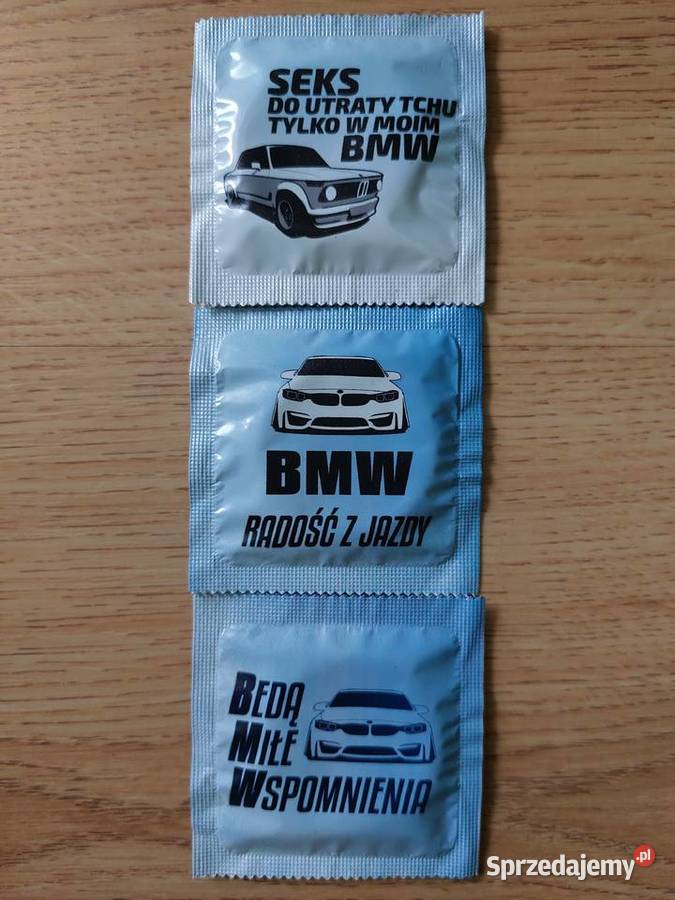 SEKS
DO UTRATY TCHU
TYLKO W MOIM
BMW
BMW
RADOŚĆ Z JAZDY
BĘDĄ
MIŁE
WSPOMNIENIA
Sprzedajemy.pl